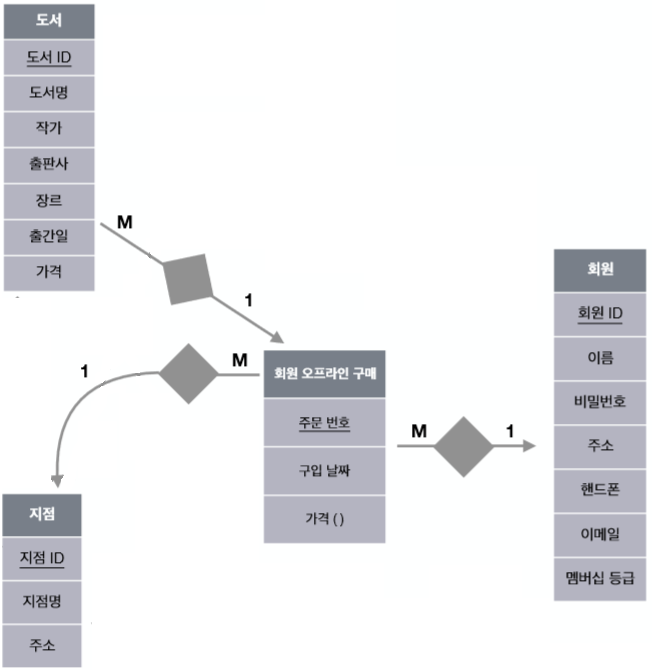 도서
도서 ID
도서명
작가
출판사
장르
출간일
가격
M
1
1
M
회원 오프라인 구매
주문 번호
구입 날짜
가격 ( )
M
1
회원
회원 ID
이름
비밀번호
주소
핸드폰
이메일
멤버십 등급
지점
지점 ID
지점명
주소